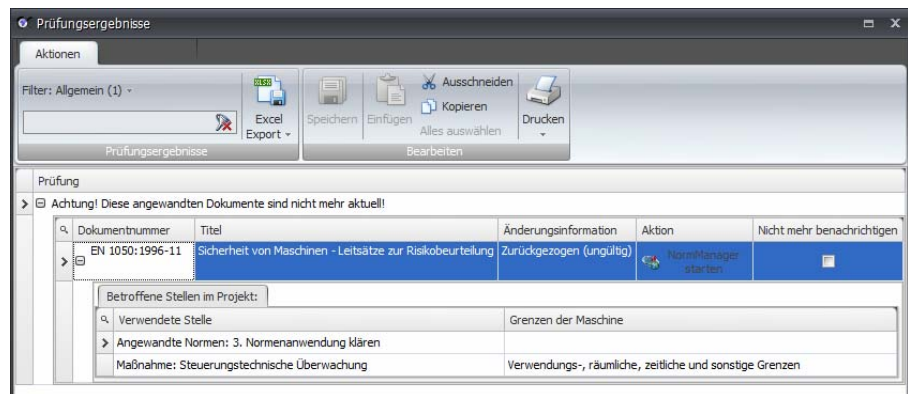 Prüfungsergebnisse
Aktionen
Filter: Allgemein (1)
Excel Export
Speichern
Einfügen
Ausschneiden
Kopieren
Alles auswählen
Drucken
Prüfungsergebnisse
Bearbeiten
Prüfung
Achtung! Diese angewandten Dokumente sind nicht mehr aktuell!
Dokumentnummer Titel Änderungsinformation Aktion Nicht mehr benachrichtigen
EN 1050:1996-11 Sicherheit von Maschinen - Leitsätze zur Risikobeurteilung Zurückgezogen (ungültig) NormManager starten
Betroffene Stellen im Projekt:
Verwendete Stelle Grenzen der Maschine
Angewandte Normen: 3. Normenanwendung klären
Maßnahme: Steuerungstechnische Überwachung Verwendungs-, räumliche, zeitliche und sonstige Grenzen